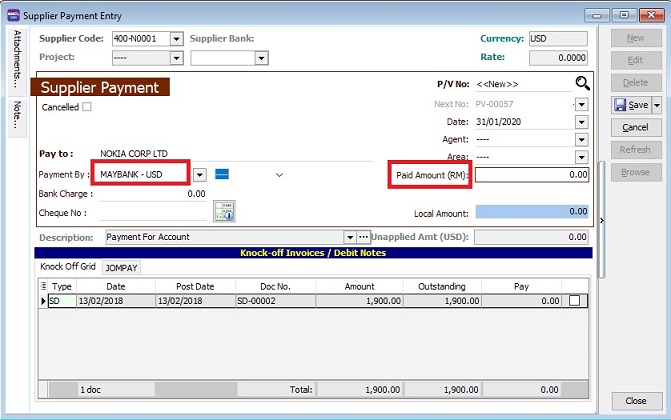 Supplier Payment Entry
Attachments...
Note...
Supplier Code: 400-N0001 Supplier Bank: Currency: USD
Project: ---- Rate: 0.0000
Supplier Payment
P/V No: <<New>>
Cancelled Next No: PV-00057
Date: 31/01/2020
Agent: ----
Area: ----
Pay to : NOKIA CORP LTD
Payment By : MAYBANK - USD ---- Paid Amount (RM): 0.00
Bank Charge : 0.00
Cheque No : Local Amount: 0.00
Description: Payment For Account Unapplied Amt (USD): 0.00
Knock-off Invoices / Debit Notes
Knock Off Grid JOMPAY
Type Date Post Date Doc No. Amount Outstanding Pay
SD 13/02/2018 13/02/2018 SD-00002 1,900.00 1,900.00 0.00
1 doc Total: 1,900.00 1,900.00 0.00
New
Edit
Delete
Save
Cancel
Refresh
Browse
Close